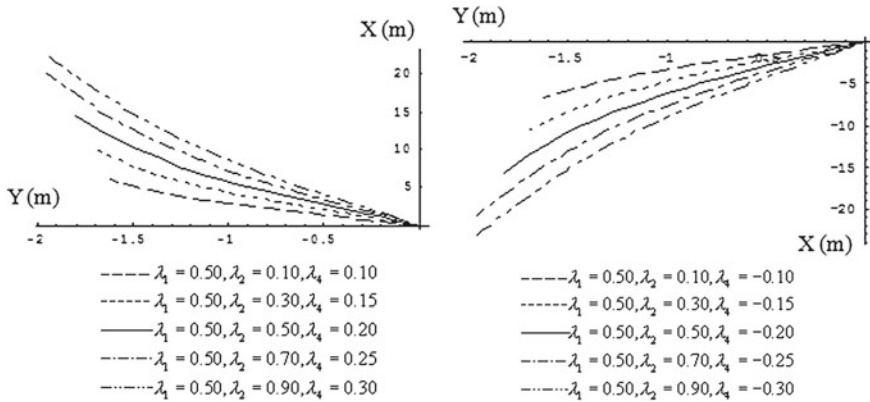 X (m)
20
15
10
5
Y (m)
-2
-1.5
-1
-0.5
λ₁ = 0.50, λ₂ = 0.10, λ₄ = 0.10
λ₁ = 0.50, λ₂ = 0.30, λ₄ = 0.15
λ₁ = 0.50, λ₂ = 0.50, λ₄ = 0.20
λ₁ = 0.50, λ₂ = 0.70, λ₄ = 0.25
λ₁ = 0.50, λ₂ = 0.90, λ₄ = 0.30
Y (m)
-2
-1.5
-1
-0.5
-5
-10
-15
-20
X (m)
λ₁ = 0.50, λ₂ = 0.10, λ₄ = −0.10
λ₁ = 0.50, λ₂ = 0.30, λ₄ = −0.15
λ₁ = 0.50, λ₂ = 0.50, λ₄ = −0.20
λ₁ = 0.50, λ₂ = 0.70, λ₄ = −0.25
λ₁ = 0.50, λ₂ = 0.90, λ₄ = −0.30